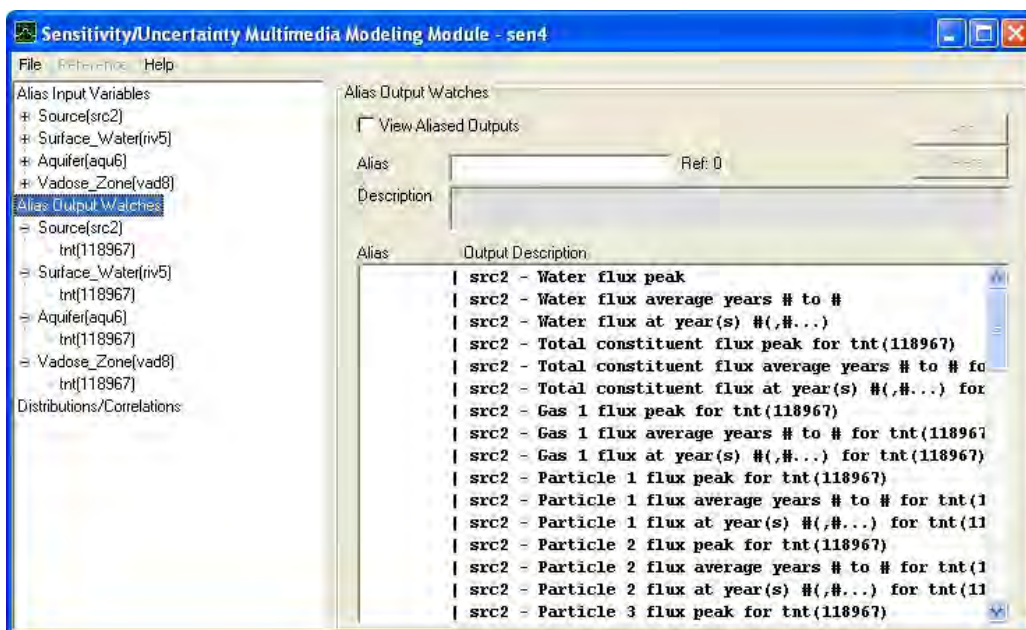 Sensitivity/Uncertainty Multimedia Modeling Module - sen4
File Reference Help
Alias Input Variables
Source(src2)
Surface_Water(riv5)
Aquifer(aqu6)
Vadose_Zone(vad8)
Alias Output Watches
Source(src2)
tnt(118967)
Surface_Water(riv5)
tnt(118967)
Aquifer(aqu6)
tnt(118967)
Vadose_Zone(vad8)
tnt(118967)
Distributions/Correlations
Alias Output Watches
View Aliased Outputs
Alias Ref: 0
Description
Alias Output Description
| src2 - Water flux peak
| src2 - Water flux average years # to #
| src2 - Water flux at year(s) #(,#...)
| src2 - Total constituent flux peak for tnt(118967)
| src2 - Total constituent flux average years # to # fo
| src2 - Total constituent flux at year(s) #(,#...) for
| src2 - Gas 1 flux peak for tnt(118967)
| src2 - Gas 1 flux average years # to # for tnt(118967
| src2 - Gas 1 flux at year(s) #(,#...) for tnt(118967)
| src2 - Particle 1 flux peak for tnt(118967)
| src2 - Particle 1 flux average years # to # for tnt(1
| src2 - Particle 1 flux at year(s) #(,#...) for tnt(11
| src2 - Particle 2 flux peak for tnt(118967)
| src2 - Particle 2 flux average years # to # for tnt(1
| src2 - Particle 2 flux at year(s) #(,#...) for tnt(11
| src2 - Particle 3 flux peak for tnt(118967)